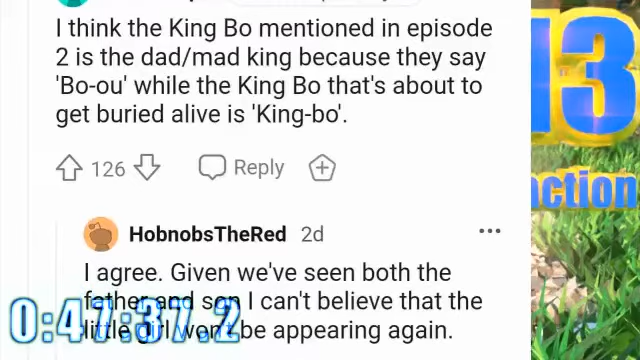 I think the King Bo mentioned in episode
2 is the dad/mad king because they say
'Bo-ou' while the King Bo that's about to
get buried alive is 'King-bo'.
126
Reply
HobnobsTheRed 2d
I agree. Given we've seen both the
father and son I can't believe that the
little girl won't be appearing again.
0:47:37.2
13
action